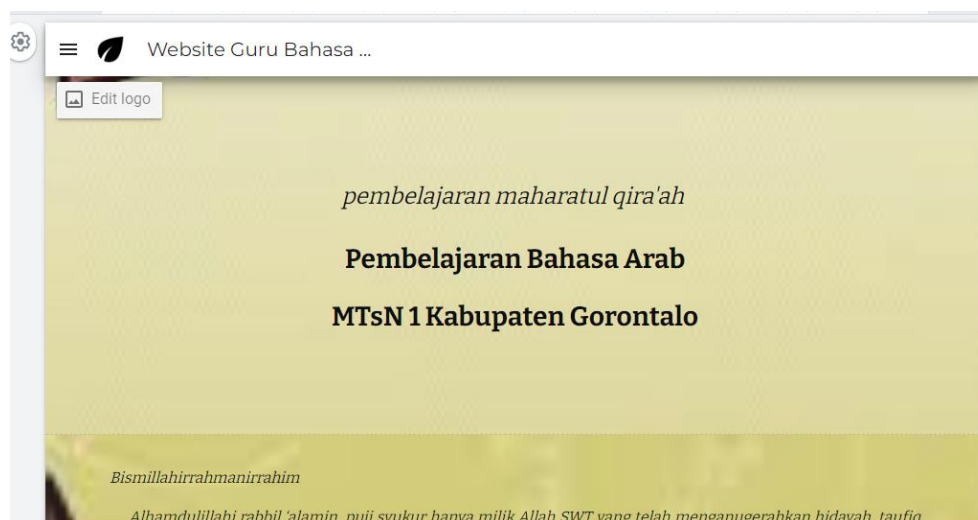 Website Guru Bahasa ...
Edit logo
pembelajaran maharatul qira'ah
Pembelajaran Bahasa Arab
MTsN 1 Kabupaten Gorontalo
Bismillahirrahmanirrahim
Alhamdulillahi rabbil 'alamin, puji syukur hanya milik Allah SWT yang telah menganugerahkan hidayah, taufiq